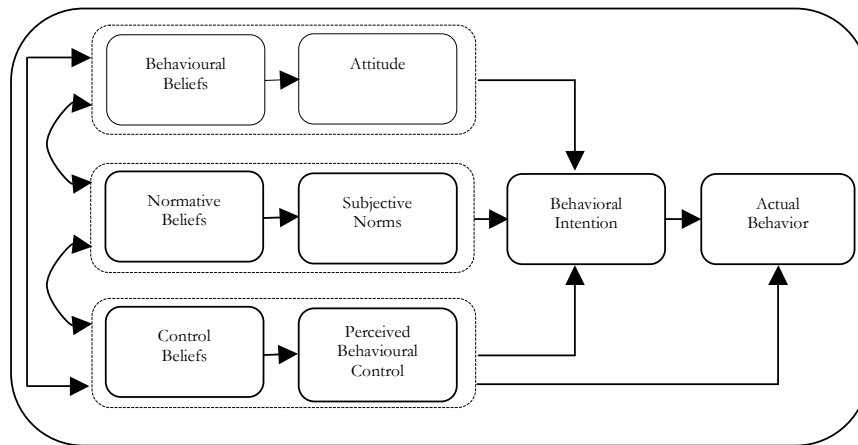 Behavioural
Beliefs
Attitude
Normative
Beliefs
Subjective
Norms
Behavioral
Intention
Actual
Behavior
Control
Beliefs
Perceived
Behavioural
Control